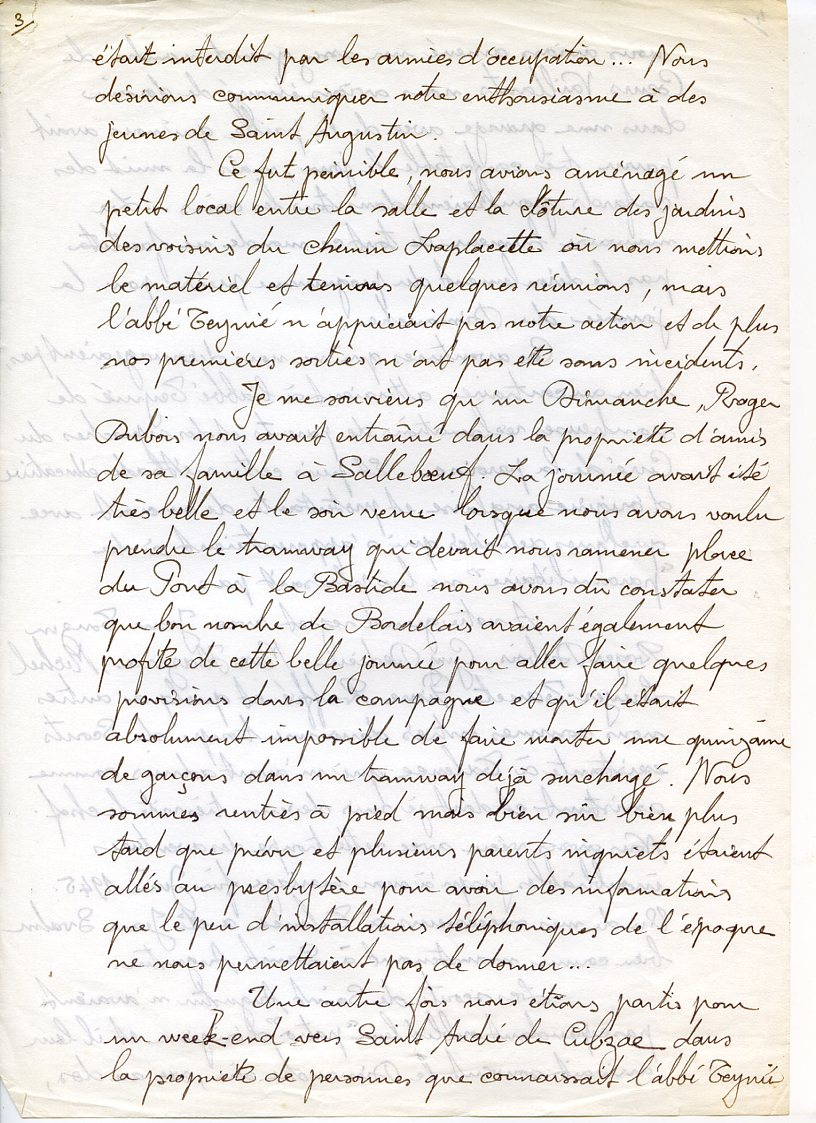 3/
était interdit par les armées d'occupation... Nous
désirions communiquer notre enthousiasme à des
jeunes de Saint Augustin.
Ce fut peinible, nous avions aménagé un
petit local entre la salle et la clôture des jardins
des voisins du chemin Laplacette où nous mettions
le matériel et tenions quelques réunions, mais
l'abbé Teynié n'appréciait pas notre action et de plus
nos premières sorties n'ont pas été sans incidents.
Je me souviens qu'un Dimanche, Roger
Dubois nous avait entraîné dans la propriété d'amis
de sa famille à Salleboeuf. La journée avait été
très belle et le soir venu lorsque nous avons voulu
prendre le tramway qui devait nous ramener place
du Pont à la Bastide nous avons dû constater
que bon nombre de Bordelais avaient également
profité de cette belle journée pour aller faire quelques
provisions dans la campagne et qu'il était
absolument impossible de faire monter une quinzaine
de garçons dans un tramway déjà surchargé. Nous
sommes rentrés à pied mais bien sûr bien plus
tard que prévu et plusieurs parents inquiets étaient
allés au presbytère pour avoir des informations
que le peu d'installations téléphoniques de l'époque
ne nous permettaient pas de donner...
Une autre fois nous étions partis pour
un week-end vers Saint André de Cubzac dans
la propriété de personnes que connaissait l'abbé Teynié